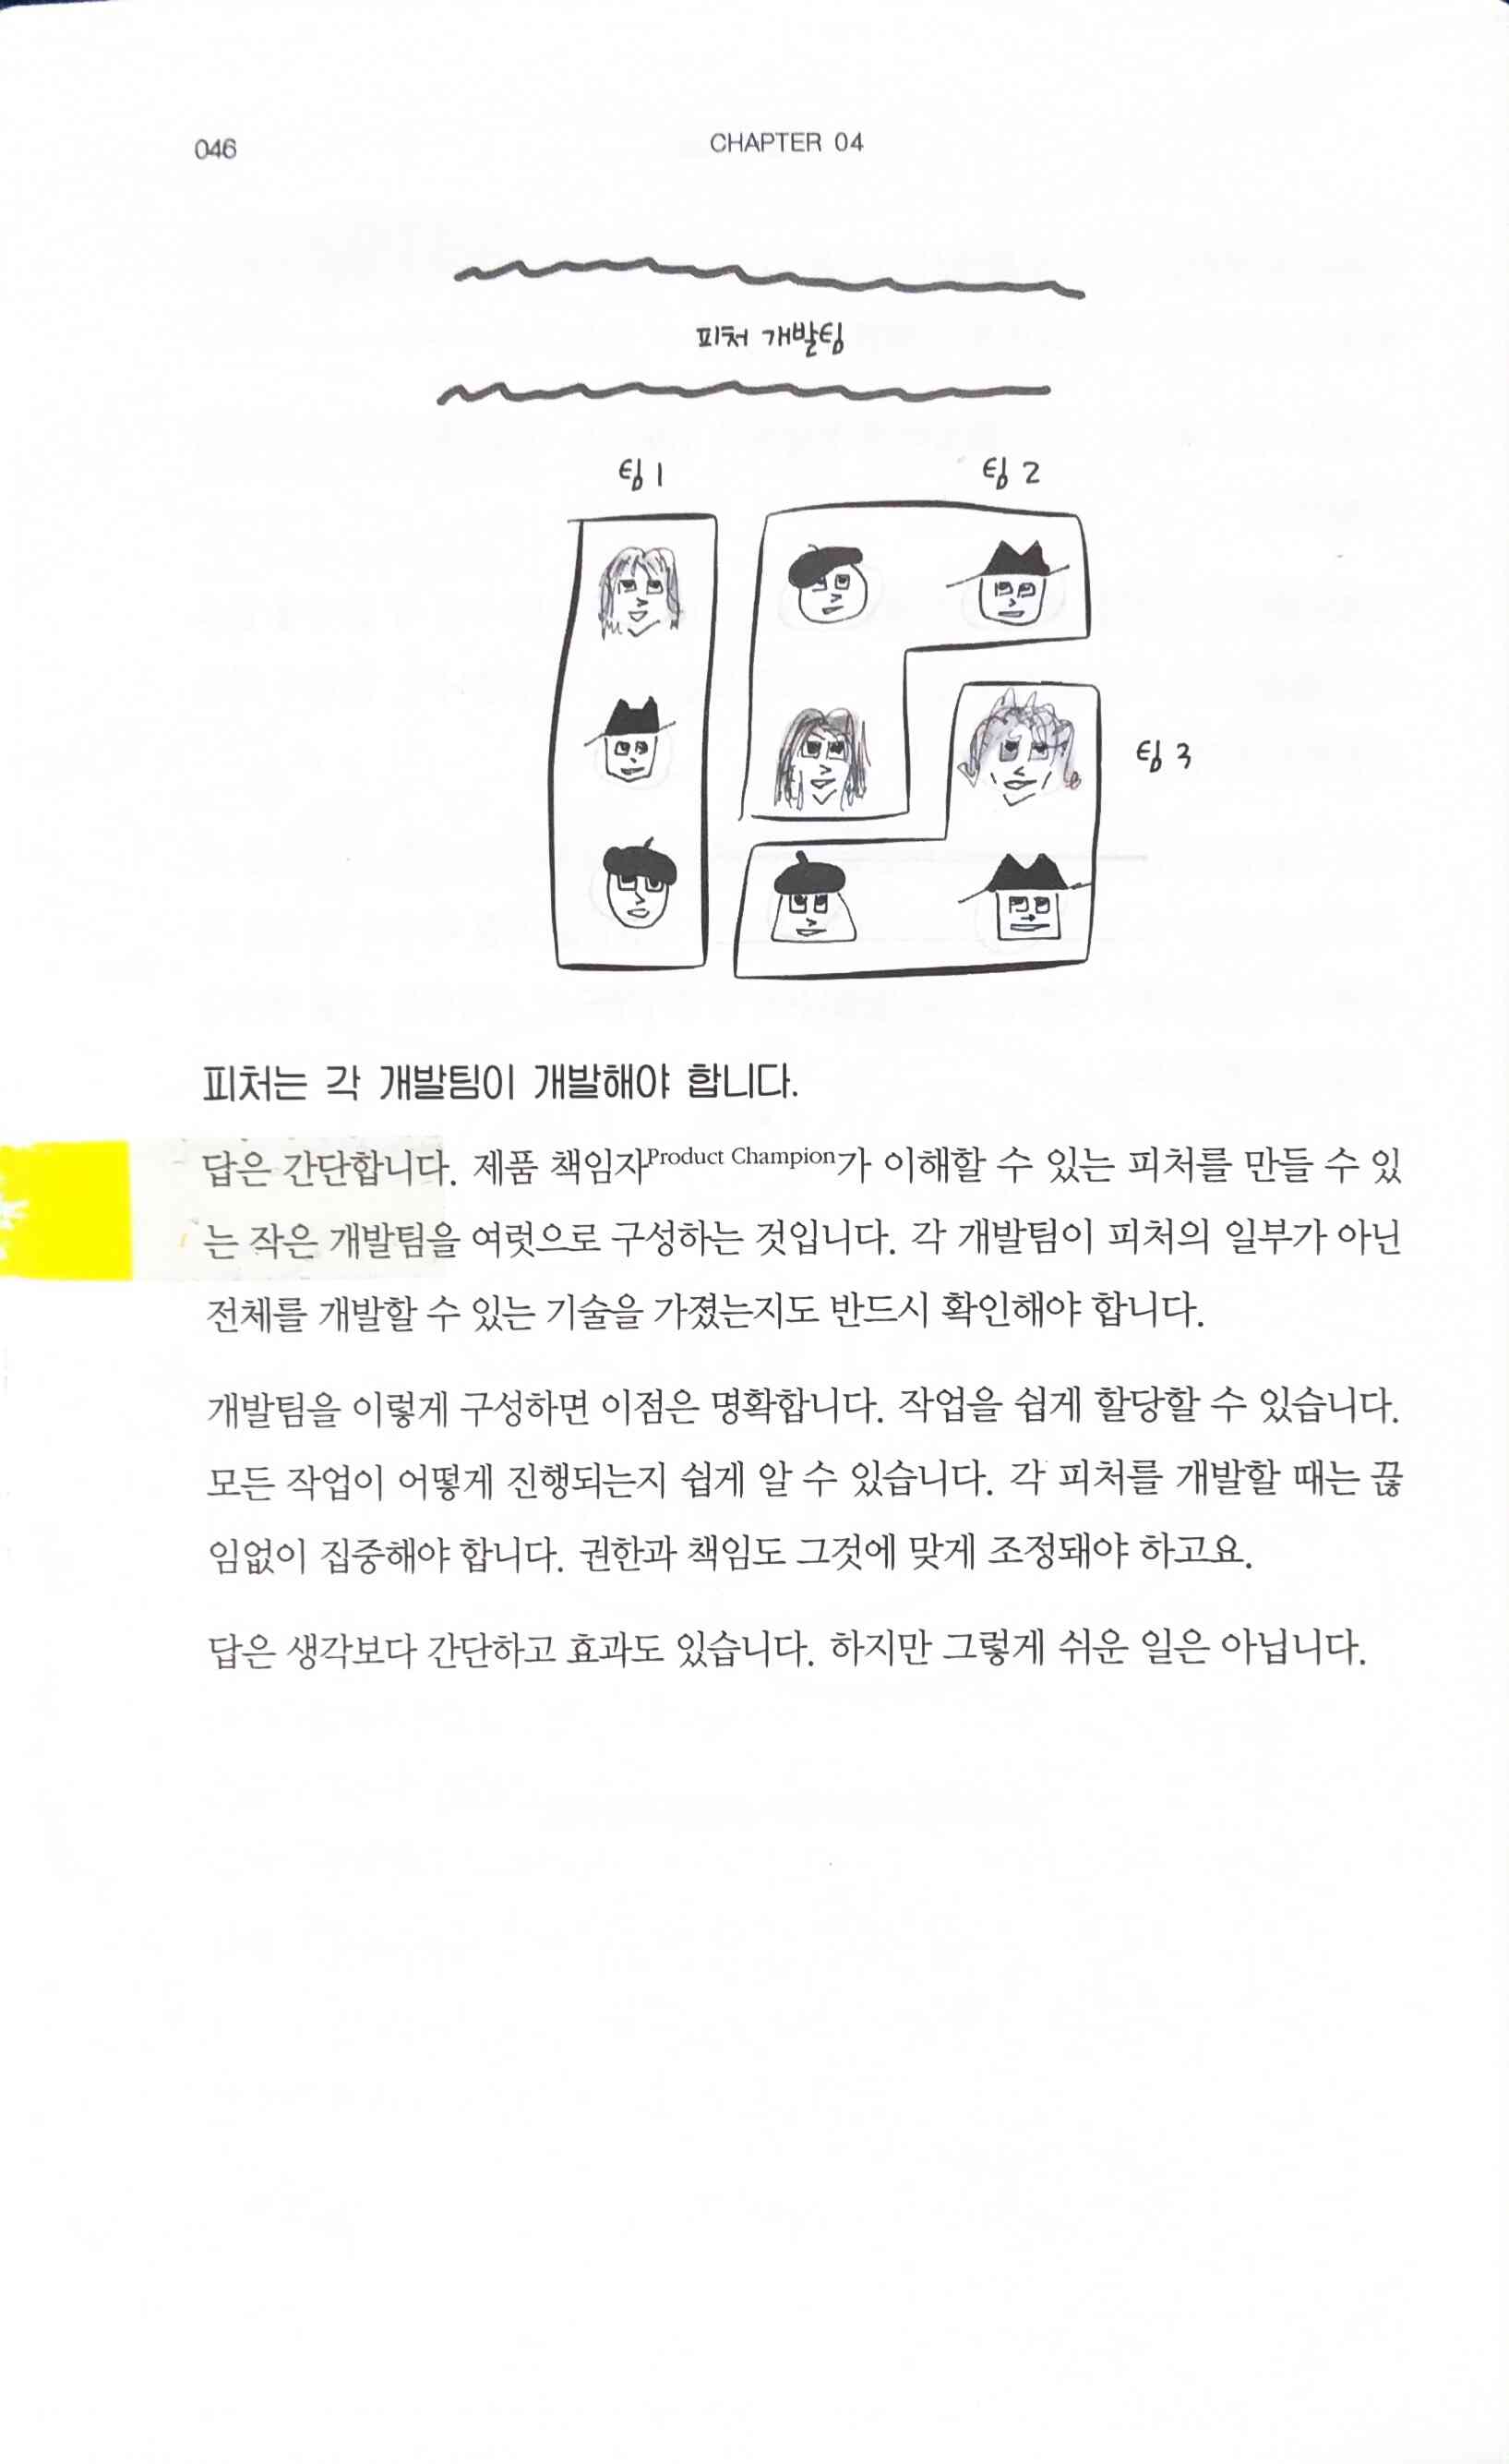 046
CHAPTER 04
피처 개발팀
팀 1
팀 2
팀 3
피처는 각 개발팀이 개발해야 합니다.
답은 간단합니다. 제품 책임자Product Champion가 이해할 수 있는 피처를 만들 수 있
는 작은 개발팀을 여럿으로 구성하는 것입니다. 각 개발팀이 피처의 일부가 아닌
전체를 개발할 수 있는 기술을 가졌는지도 반드시 확인해야 합니다.
개발팀을 이렇게 구성하면 이점은 명확합니다. 작업을 쉽게 할당할 수 있습니다.
모든 작업이 어떻게 진행되는지 쉽게 알 수 있습니다. 각 피처를 개발할 때는 끊
임없이 집중해야 합니다. 권한과 책임도 그것에 맞게 조정돼야 하고요.
답은 생각보다 간단하고 효과도 있습니다. 하지만 그렇게 쉬운 일은 아닙니다.